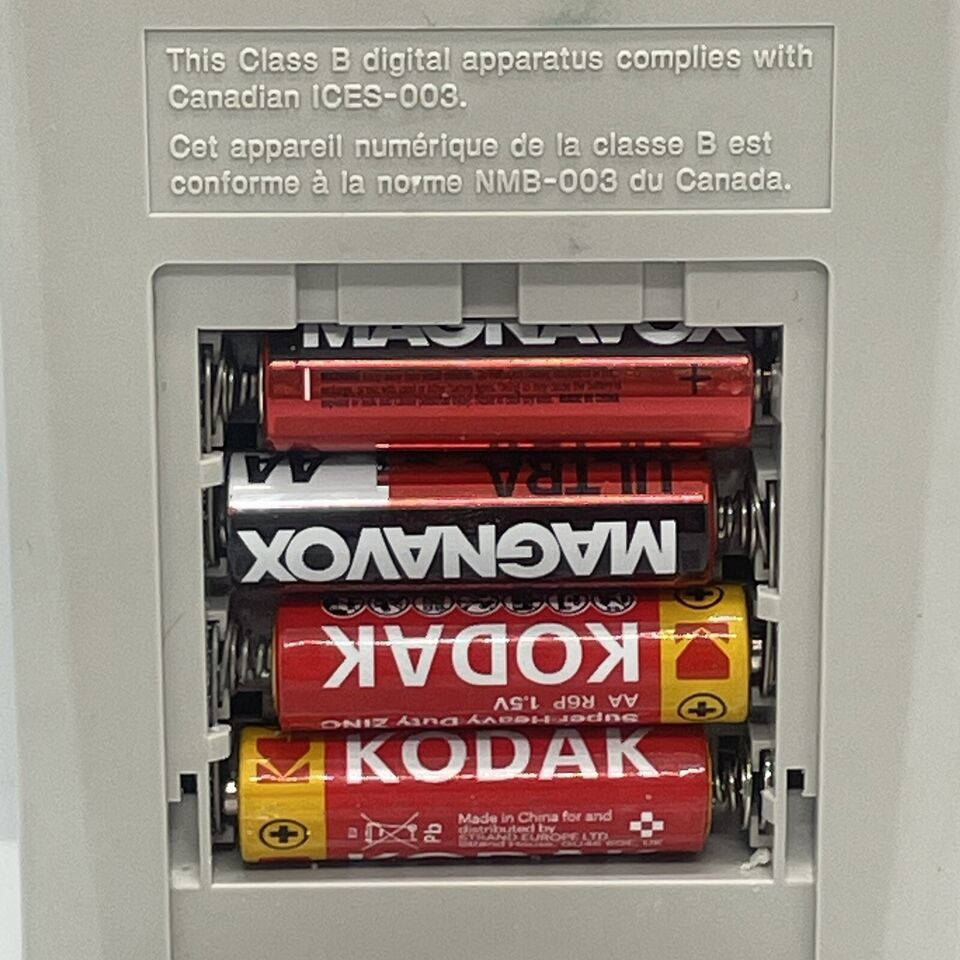 This Class B digital apparatus complies with
Canadian ICES-003.
Cet appareil numérique de la classe B est
conforme à la norme NMB-003 du Canada.
MAGNAVOX
+
AA ULTRA
MAGNAVOX
+
KODAK
AA R6P 1.5V
+
Super Heavy Duty Zinc
KODAK
Made in China for and
distributed by
STRAND EUROPE LTD
Pb
+